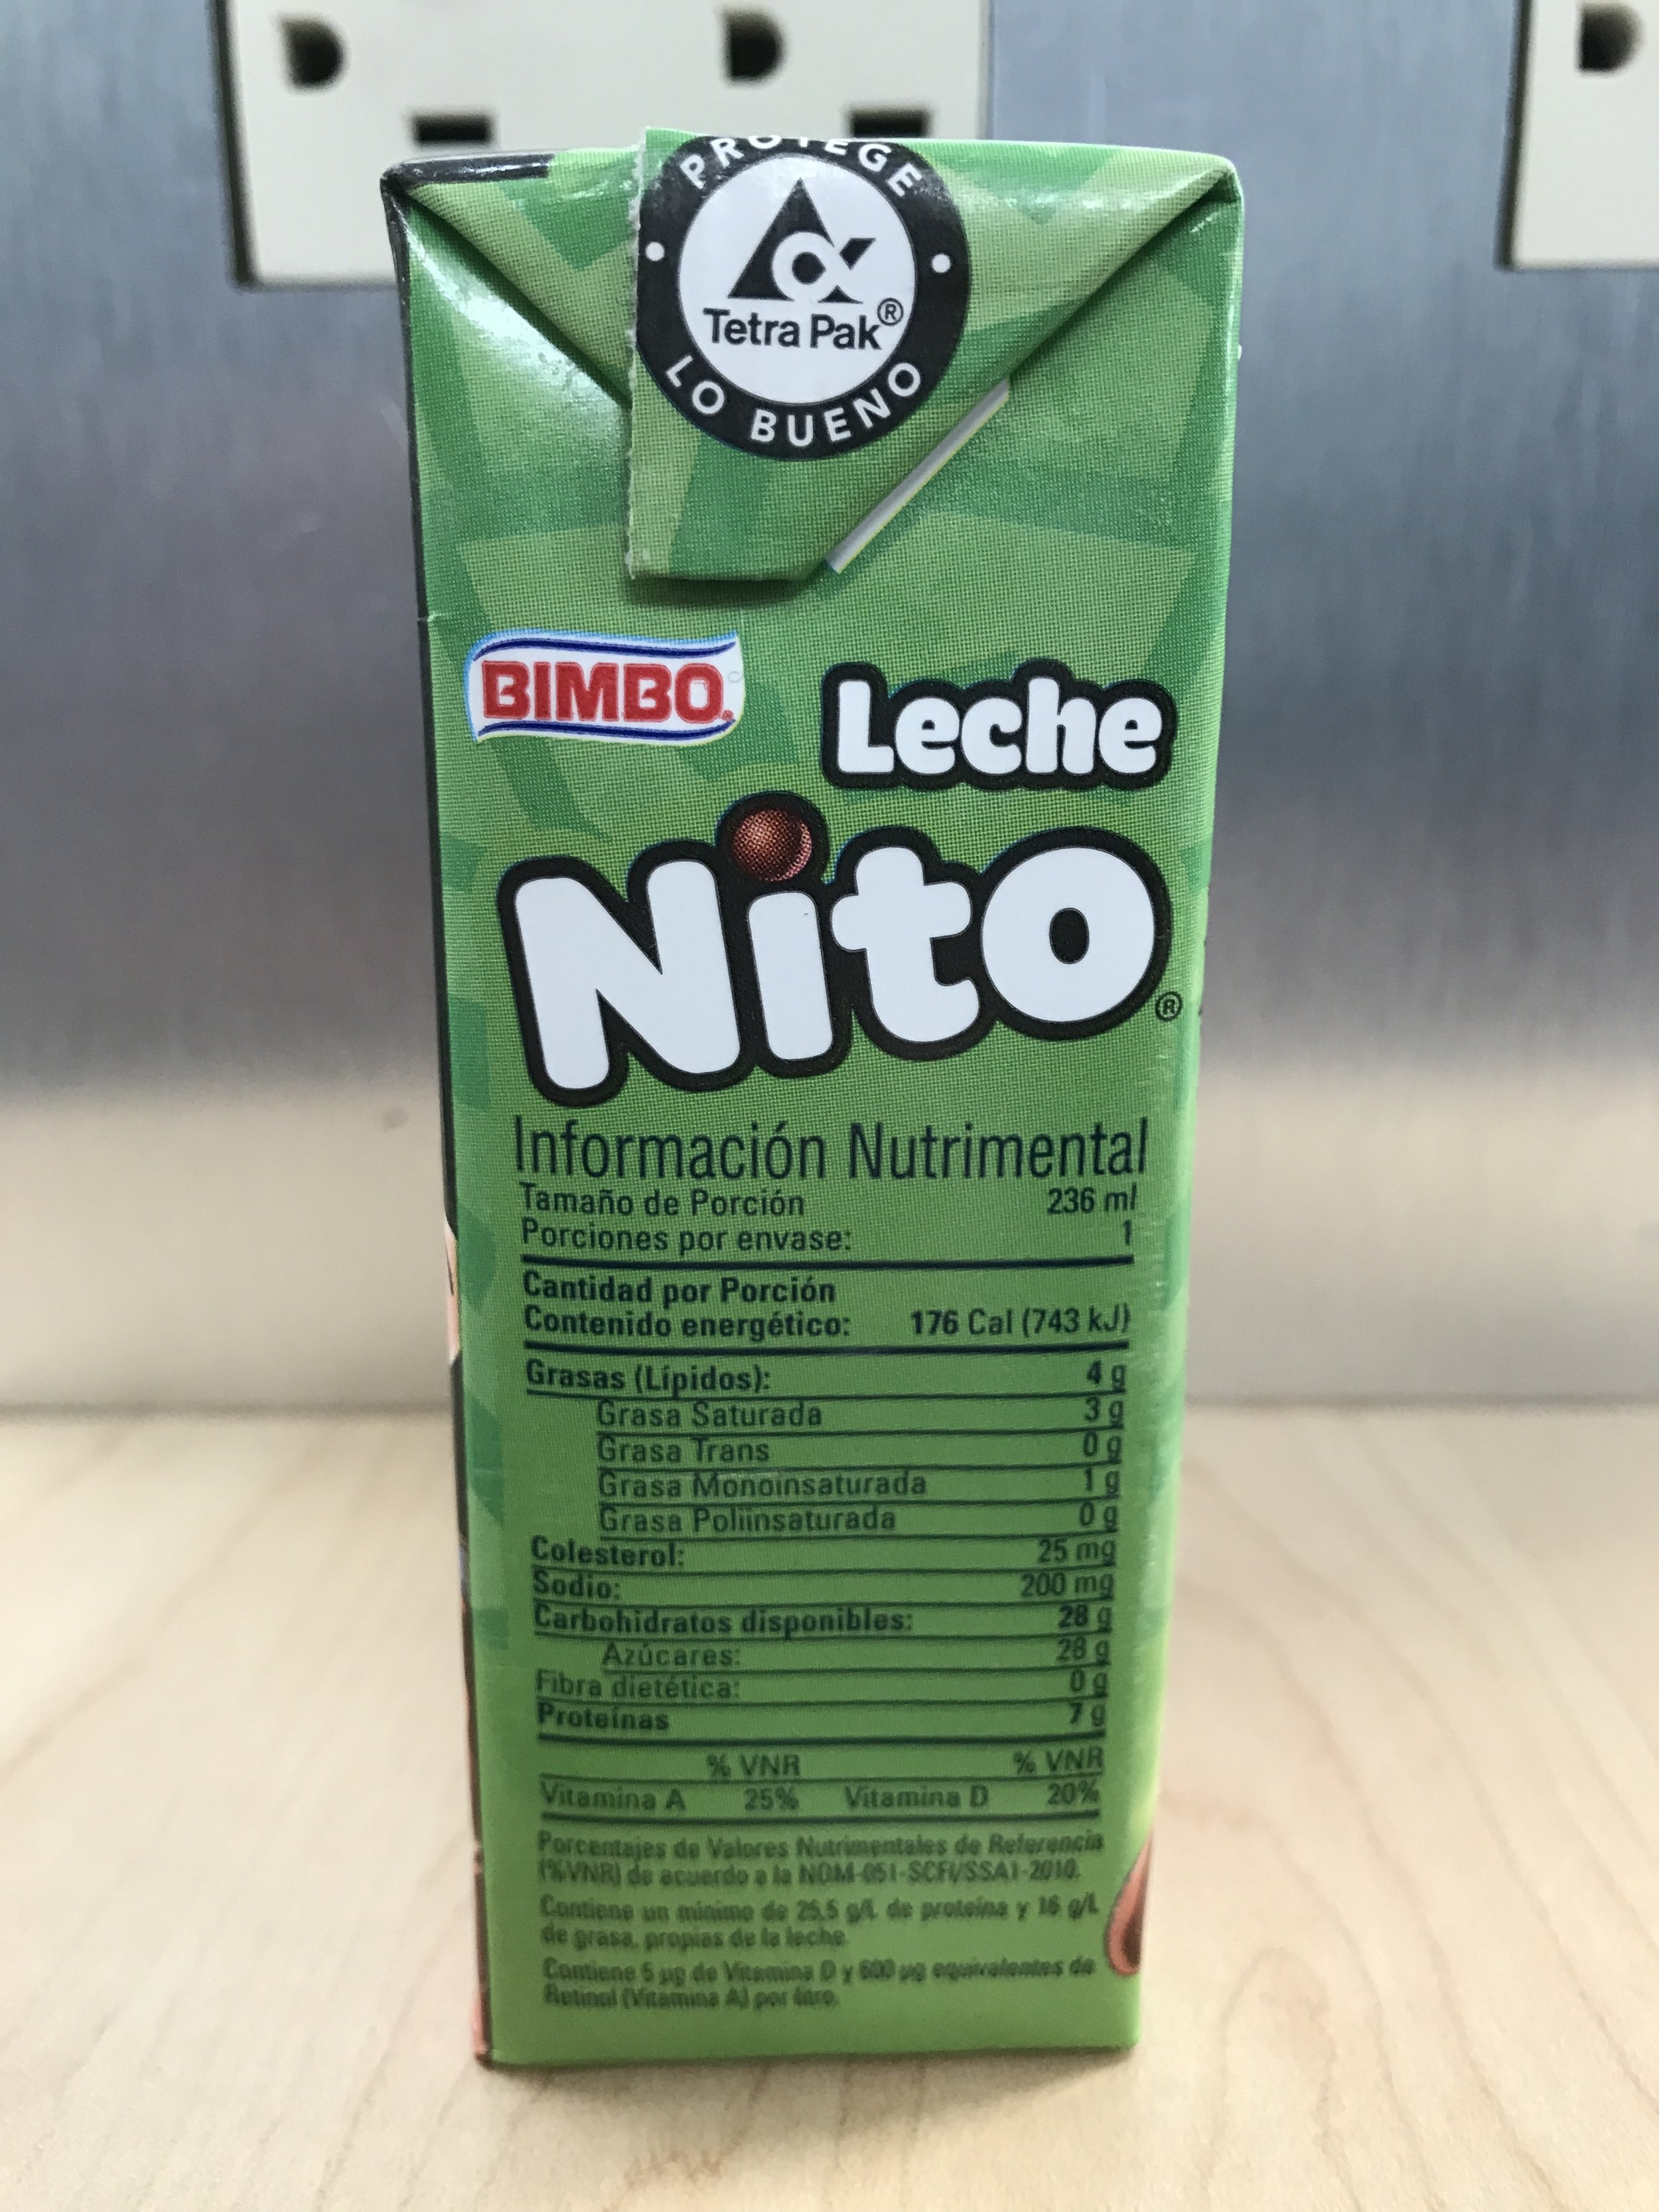 PROTEGE
Tetra Pak®
LO BUENO
BIMBO®
Leche
Nito®
Información Nutrimental
Tamaño de Porción 236 ml
Porciones por envase: 1
Cantidad por Porción
Contenido energético: 176 Cal (743 kJ)
Grasas (Lípidos): 4 g
Grasa Saturada 3 g
Grasa Trans 0 g
Grasa Monoinsaturada 1 g
Grasa Poliinsaturada 0 g
Colesterol: 25 mg
Sodio: 200 mg
Carbohidratos disponibles: 28 g
Azúcares: 28 g
Fibra dietética: 0 g
Proteínas 7 g
% VNR % VNR
Vitamina A 25% Vitamina D 20%
Porcentajes de Valores Nutrimentales de Referencia
(%VNR) de acuerdo a la NOM-051-SCFI/SSA1-2010.
Contiene un mínimo de 25,5 g/L de proteína y 16 g/L
de grasa, propias de la leche.
Contiene 5 µg de Vitamina D y 600 µg equivalentes de
Retinol (Vitamina A) por litro.